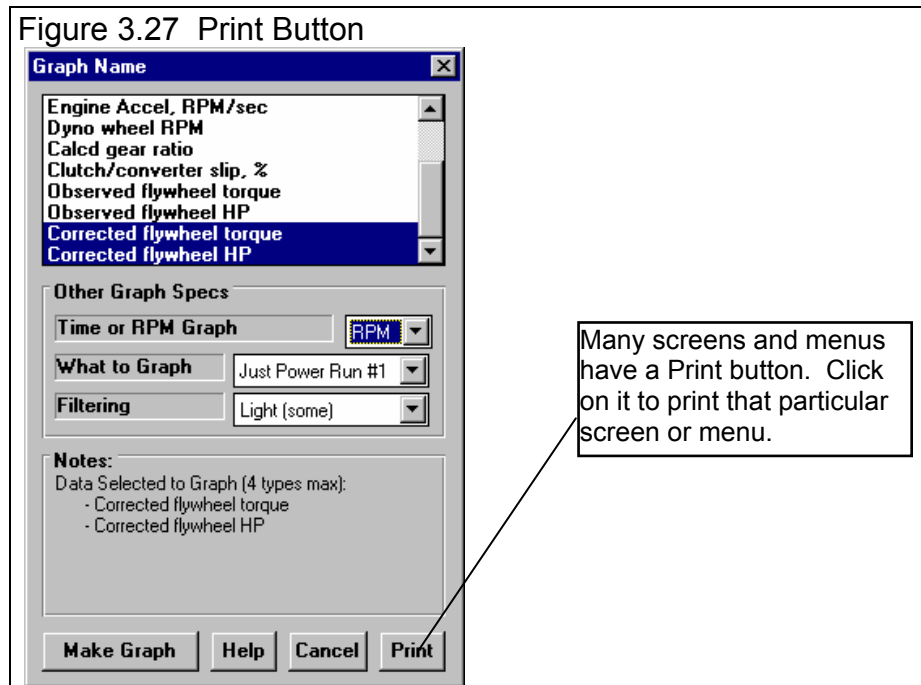 Figure 3.27  Print Button
Graph Name
Engine Accel, RPM/sec
Dyno wheel RPM
Calcd gear ratio
Clutch/converter slip, %
Observed flywheel torque
Observed flywheel HP
Corrected flywheel torque
Corrected flywheel HP
Other Graph Specs
Time or RPM Graph
RPM
What to Graph
Just Power Run #1
Filtering
Light (some)
Notes:
Data Selected to Graph (4 types max):
- Corrected flywheel torque
- Corrected flywheel HP
Make Graph
Help
Cancel
Print
Many screens and menus
have a Print button.  Click
on it to print that particular
screen or menu.